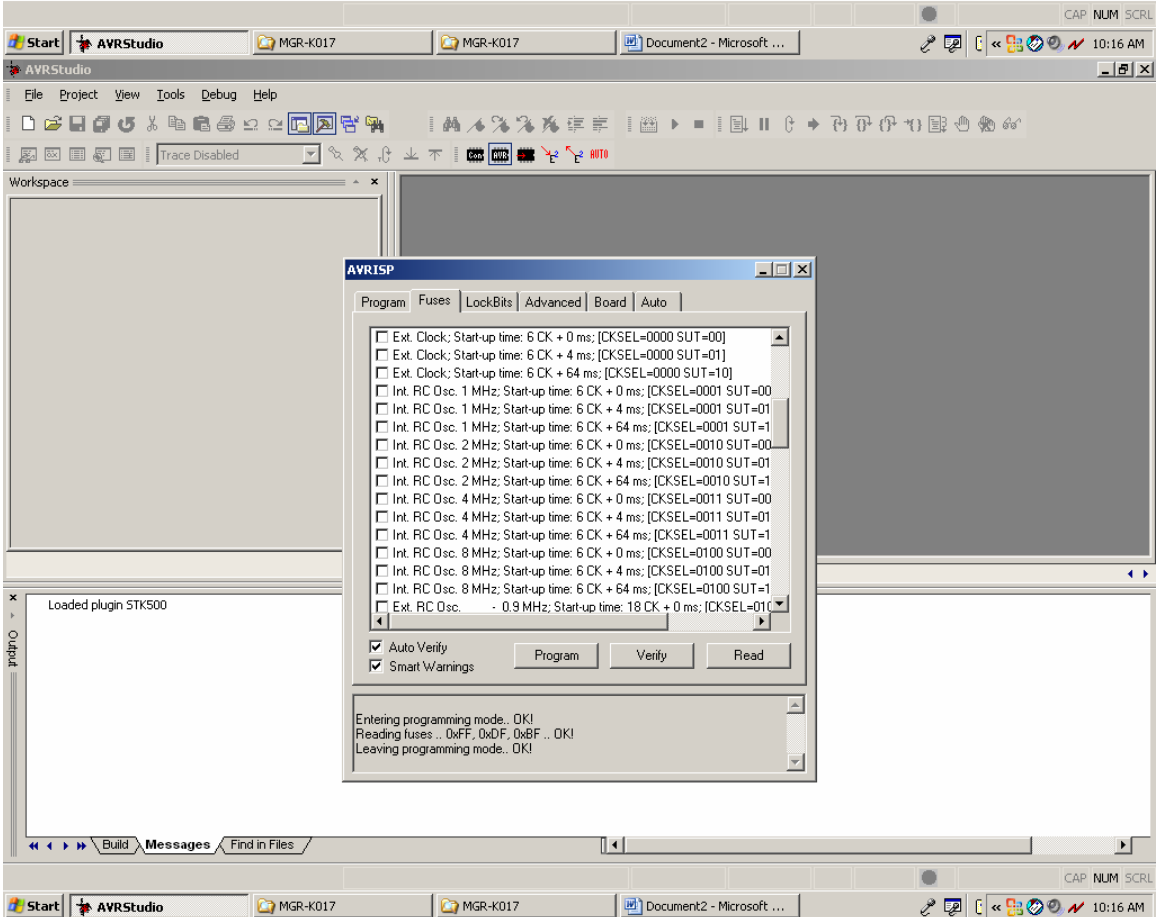 CAP NUM SCRL
Start AVRStudio MGR-K017 MGR-K017 Document2 - Microsoft ... « 10:16 AM
AVRStudio
File Project View Tools Debug Help
Trace Disabled Con AVR AUTO
Workspace
AVRISP
Program Fuses LockBits Advanced Board Auto
Ext. Clock; Start-up time: 6 CK + 0 ms; [CKSEL=0000 SUT=00]
Ext. Clock; Start-up time: 6 CK + 4 ms; [CKSEL=0000 SUT=01]
Ext. Clock; Start-up time: 6 CK + 64 ms; [CKSEL=0000 SUT=10]
Int. RC Osc. 1 MHz; Start-up time: 6 CK + 0 ms; [CKSEL=0001 SUT=00
Int. RC Osc. 1 MHz; Start-up time: 6 CK + 4 ms; [CKSEL=0001 SUT=01
Int. RC Osc. 1 MHz; Start-up time: 6 CK + 64 ms; [CKSEL=0001 SUT=1
Int. RC Osc. 2 MHz; Start-up time: 6 CK + 0 ms; [CKSEL=0010 SUT=00
Int. RC Osc. 2 MHz; Start-up time: 6 CK + 4 ms; [CKSEL=0010 SUT=01
Int. RC Osc. 2 MHz; Start-up time: 6 CK + 64 ms; [CKSEL=0010 SUT=1
Int. RC Osc. 4 MHz; Start-up time: 6 CK + 0 ms; [CKSEL=0011 SUT=00
Int. RC Osc. 4 MHz; Start-up time: 6 CK + 4 ms; [CKSEL=0011 SUT=01
Int. RC Osc. 4 MHz; Start-up time: 6 CK + 64 ms; [CKSEL=0011 SUT=1
Int. RC Osc. 8 MHz; Start-up time: 6 CK + 0 ms; [CKSEL=0100 SUT=00
Int. RC Osc. 8 MHz; Start-up time: 6 CK + 4 ms; [CKSEL=0100 SUT=01
Int. RC Osc. 8 MHz; Start-up time: 6 CK + 64 ms; [CKSEL=0100 SUT=1
Ext. RC Osc. - 0.9 MHz; Start-up time: 18 CK + 0 ms; [CKSEL=010
Auto Verify
Smart Warnings
Program Verify Read
Entering programming mode.. OK!
Reading fuses .. 0xFF, 0xDF, 0xBF .. OK!
Leaving programming mode.. OK!
Loaded plugin STK500
Output
Build Messages Find in Files
CAP NUM SCRL
Start AVRStudio MGR-K017 MGR-K017 Document2 - Microsoft ... « 10:16 AM